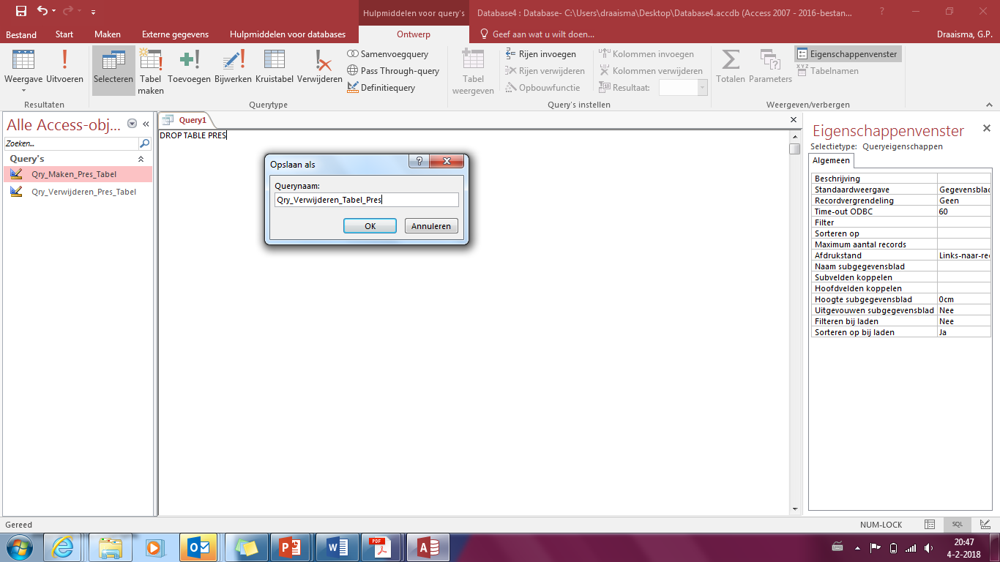 Hulpmiddelen voor query's
Database4 : Database- C:\Users\draaisma\Desktop\Database4.accdb (Access 2007 - 2016-bestan...
Bestand
Start
Maken
Externe gegevens
Hulpmiddelen voor databases
Ontwerp
Geef aan wat u wilt doen...
Draaisma, G.P.
Weergave
Uitvoeren
Resultaten
Selecteren
Tabel
maken
Toevoegen
Bijwerken
Kruistabel
Verwijderen
Samenvoegquery
Pass Through-query
Definitiequery
Querytype
Tabel
weergeven
Rijen invoegen
Rijen verwijderen
Opbouwfunctie
Kolommen invoegen
Kolommen verwijderen
Resultaat:
Query's instellen
Totalen
Parameters
Eigenschappenvenster
Tabelnamen
Weergeven/verbergen
Alle Access-obj...
Zoeken...
Query's
Qry_Maken_Pres_Tabel
Qry_Verwijderen_Pres_Tabel
Query1
DROP TABLE PRES
Opslaan als
Querynaam:
Qry_Verwijderen_Tabel_Pres
OK
Annuleren
Eigenschappenvenster
Selectietype: Queryeigenschappen
Algemeen
Beschrijving
Standaardweergave Gegevensblad
Recordvergrendeling Geen
Time-out ODBC 60
Filter
Sorteren op
Maximum aantal records
Afdrukstand Links-naar-re
Naam subgegevensblad
Subvelden koppelen
Hoofdvelden koppelen
Hoogte subgegevensblad 0cm
Uitgevouwen subgegevensblad Nee
Filteren bij laden Nee
Sorteren op bij laden Ja
Gereed
NUM-LOCK
SQL
20:47
4-2-2018